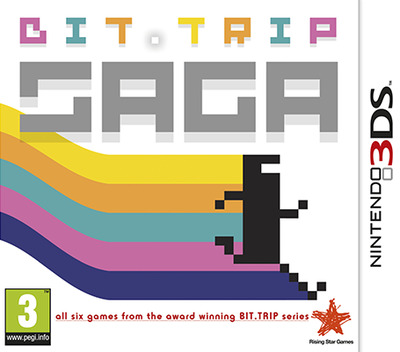 BIT.TRIP
SAGA
NINTENDO 3DS
3
www.pegi.info
all six games from the award winning BIT.TRIP series
Rising Star Games